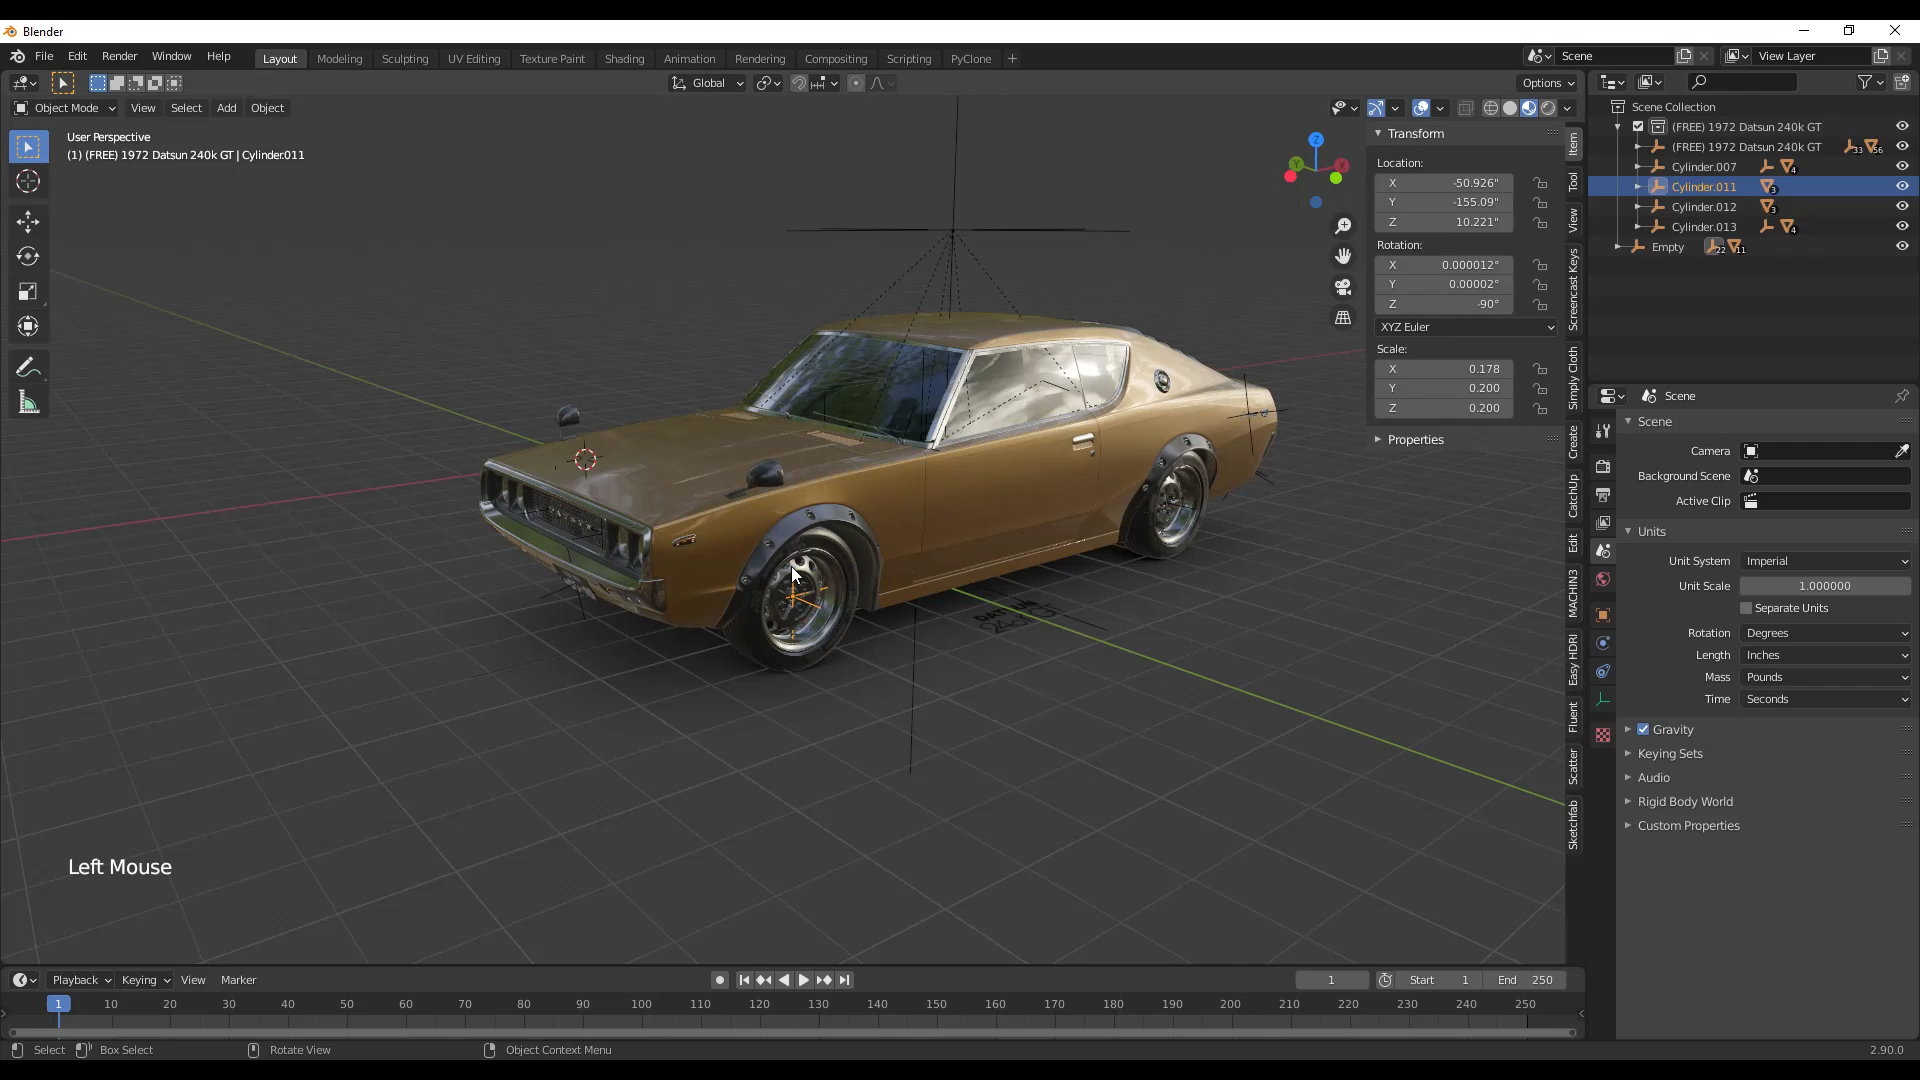 Blender
File Edit Render Window Help
Layout Modeling Sculpting UV Editing Texture Paint Shading Animation Rendering Compositing Scripting PyClone +
Scene
View Layer
Global
Options
Object Mode View Select Add Object
User Perspective
(1) (FREE) 1972 Datsun 240k GT | Cylinder.011
Z
Y
X
Transform
Location:
X -50.926"
Y -155.09"
Z 10.221"
Rotation:
X 0.000012°
Y 0.00002°
Z -90°
XYZ Euler
Scale:
X 0.178
Y 0.200
Z 0.200
Properties
Item
Tool
View
Screencast Keys
Simply Cloth
Create
CatchUp
Edit
MACHIN3
Easy HDRI
Fluent
Scatter
Sketchfab
Scene Collection
(FREE) 1972 Datsun 240k GT
(FREE) 1972 Datsun 240k GT 33 56
Cylinder.007 4
Cylinder.011 3
Cylinder.012 3
Cylinder.013 4
Empty 22 11
Scene
Scene
Camera
Background Scene
Active Clip
Units
Unit System Imperial
Unit Scale 1.000000
Separate Units
Rotation Degrees
Length Inches
Mass Pounds
Time Seconds
Gravity
Keying Sets
Audio
Rigid Body World
Custom Properties
Left Mouse
Playback Keying View Marker
1
Start 1
End 250
1 10 20 30 40 50 60 70 80 90 100 110 120 130 140 150 160 170 180 190 200 210 220 230 240 250
Select Box Select Rotate View Object Context Menu 2.90.0